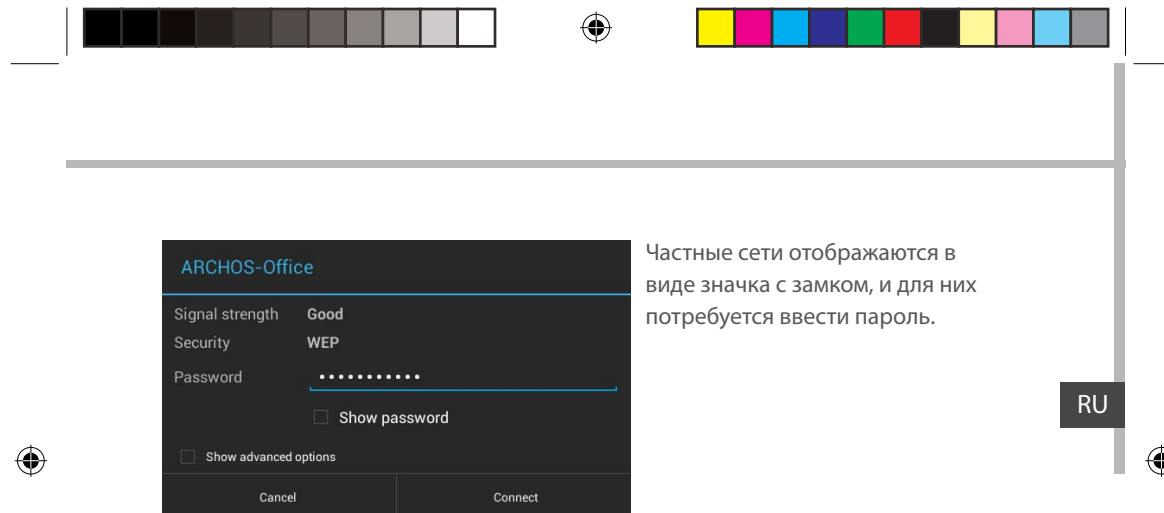 ARCHOS-Office
Signal strength Good
Security WEP
Password •••••••••••
Show password
Show advanced options
Cancel Connect
Частные сети отображаются в
виде значка с замком, и для них
потребуется ввести пароль.
RU